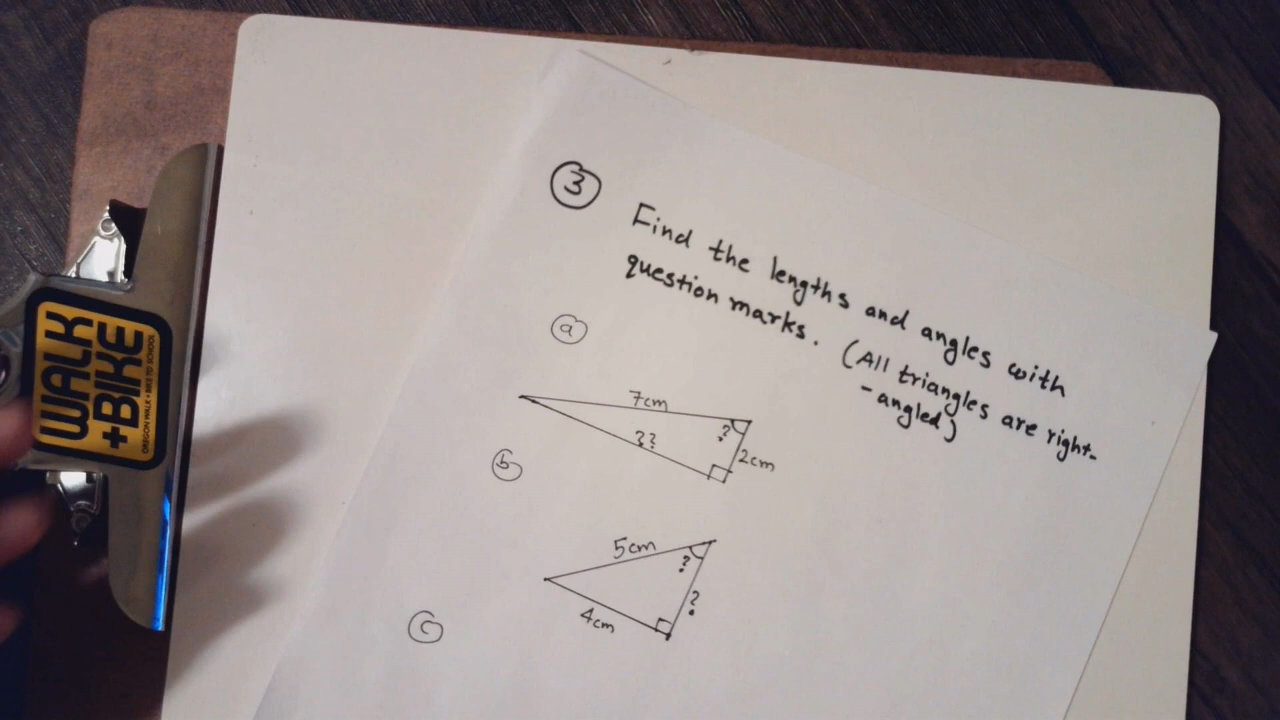 WALK
+BIKE
OREGON WALK + BIKE TO SCHOOL
3
Find the lengths and angles with
question marks. (All triangles are right-
-angled)
a
7cm
?
??
2cm
b
5cm
?
?
4cm
c